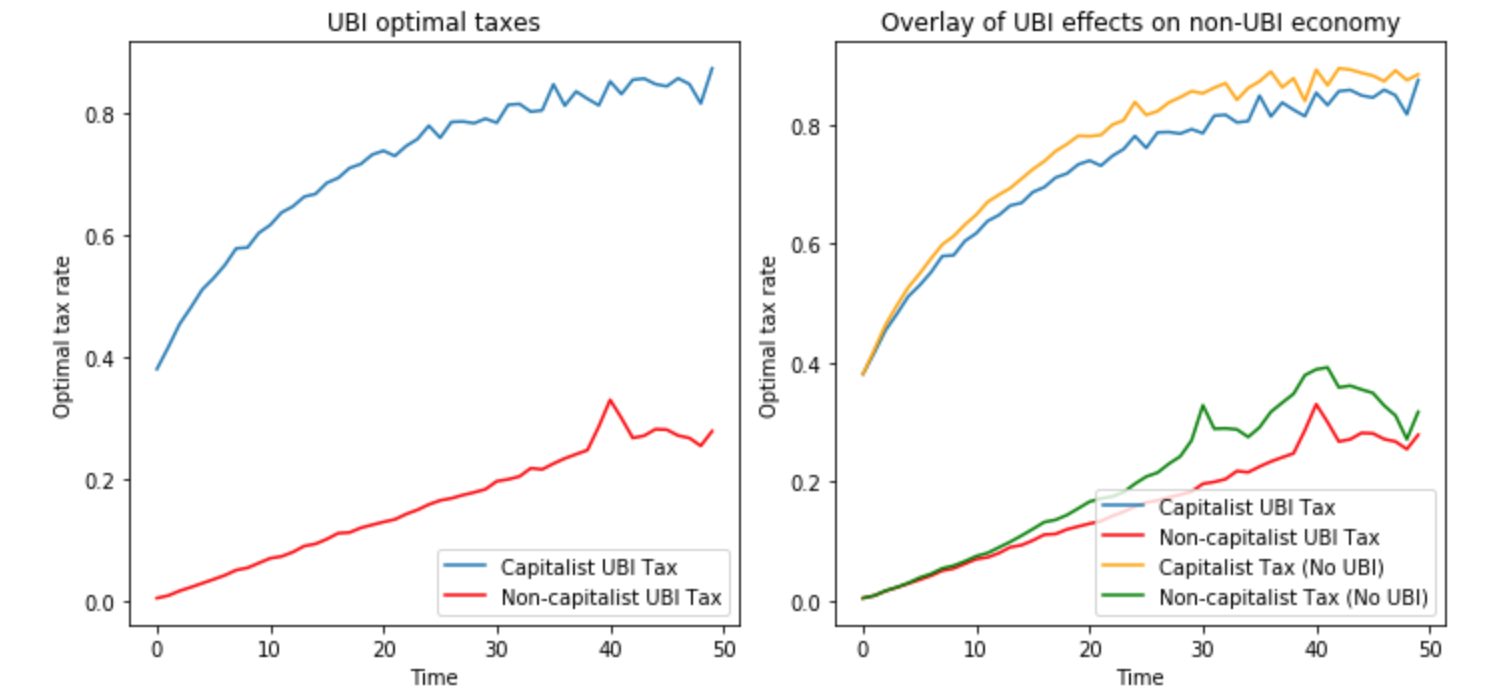 UBI optimal taxes
Optimal tax rate
0.8
0.6
0.4
0.2
0.0
0 10 20 30 40 50
Time
Capitalist UBI Tax
Non-capitalist UBI Tax
Overlay of UBI effects on non-UBI economy
Optimal tax rate
0.8
0.6
0.4
0.2
0.0
0 10 20 30 40 50
Time
Capitalist UBI Tax
Non-capitalist UBI Tax
Capitalist Tax (No UBI)
Non-capitalist Tax (No UBI)